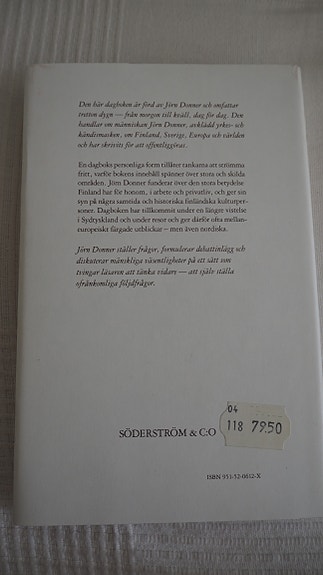 Den här dagboken är förd av Jörn Donner och omfattar
tretton dygn — från morgon till kväll, dag för dag. Den
handlar om människan Jörn Donner, avklädd yrkes- och
kändismasken, om Finland, Sverige, Europa och världen
och har skrivits för att offentliggöras.
En dagboks personliga form tillåter tankarna att strömma
fritt, varför bokens innehåll spänner över stora och skilda
områden. Jörn Donner funderar över den stora betydelse
Finland har för honom, i arbete och privatliv, och ger sin
syn på några samtida och historiska finländska kulturper-
soner. Dagboken har tillkommit under en längre vistelse
i Sydtyskland och under resor och ger därför ofta mellan-
europeiskt färgade utblickar — men även nordiska.
Jörn Donner ställer frågor, formulerar debattinlägg och
diskuterar mänskliga väsentligheter på ett sätt som
tvingar läsaren att tänka vidare — att själv ställa
ofrånkomliga följdfrågor.
04
118 7950
SÖDERSTRÖM & C:O
ISBN 951-52-0612-X